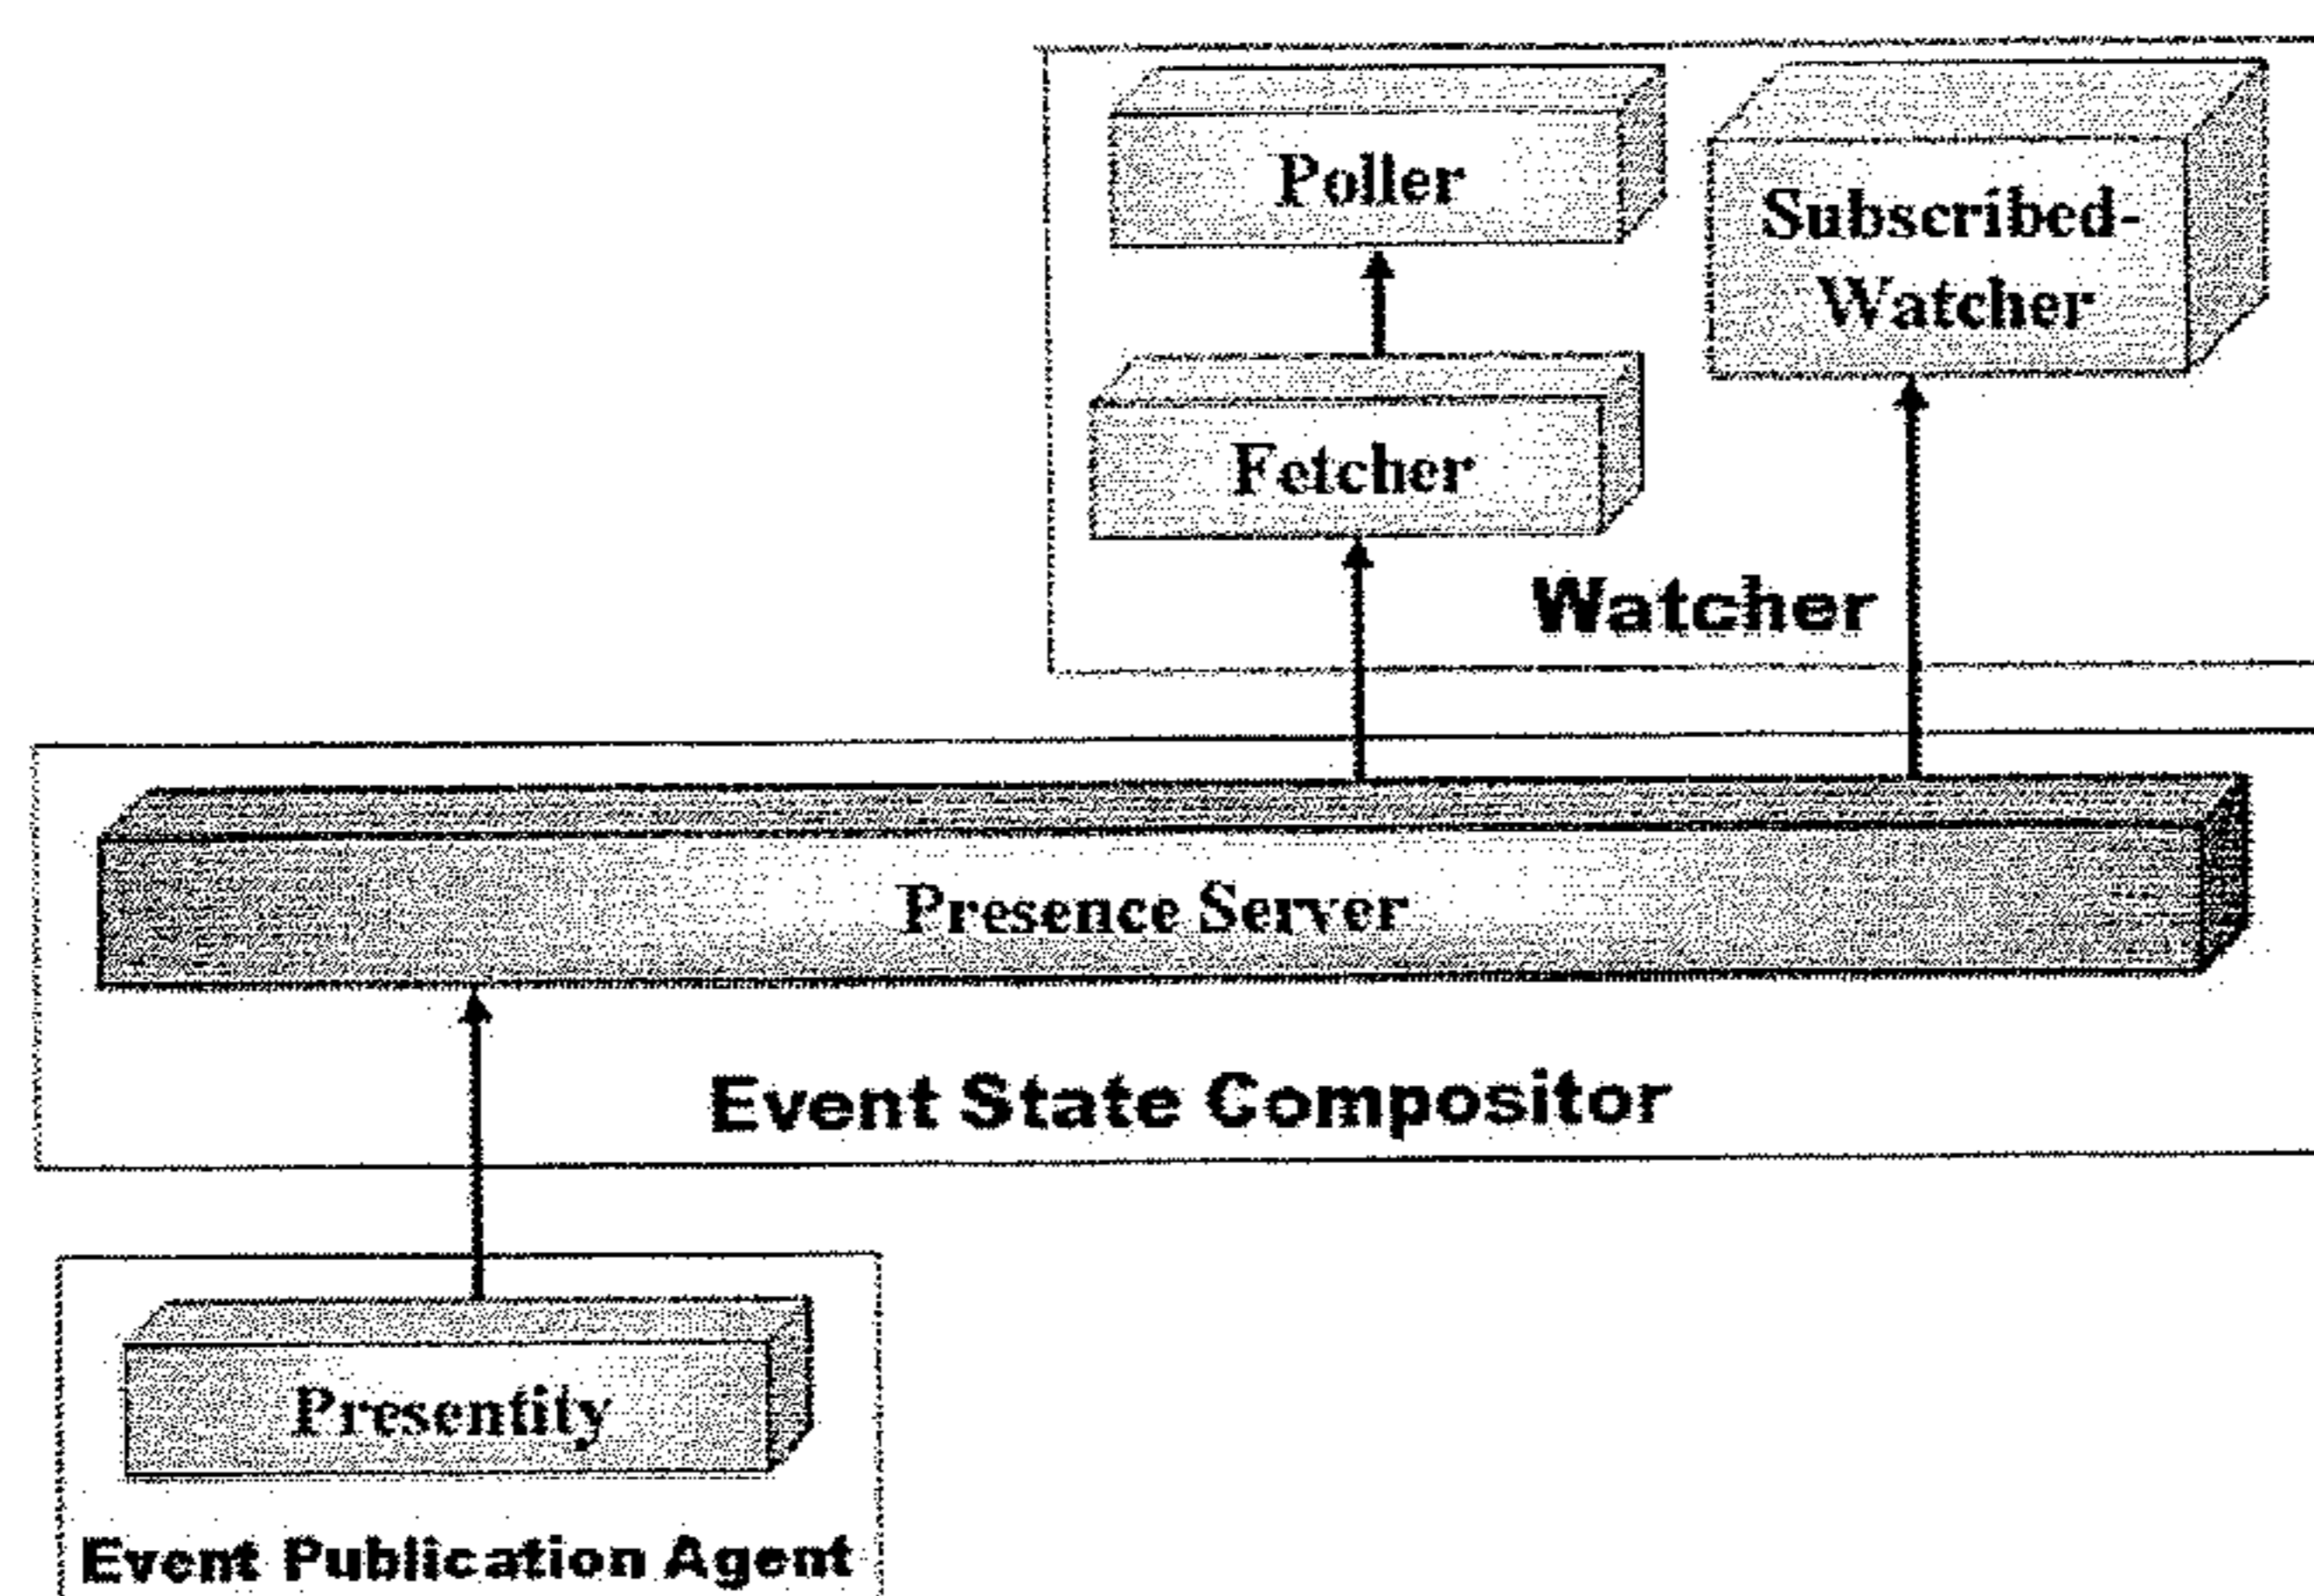 Poller
Subscribed-
Watcher
Fetcher
Watcher
Presence Server
Event State Compositor
Presentity
Event Publication Agent